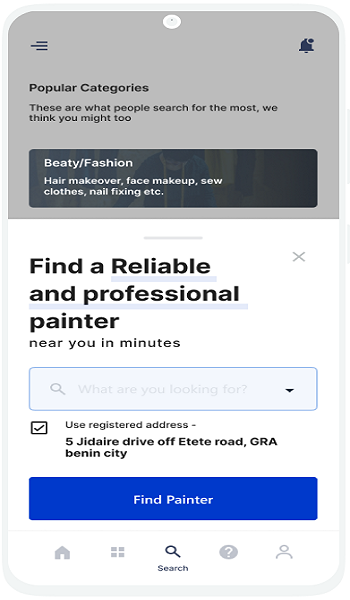 Popular Categories
These are what people search for the most, we
think you might too
Beaty/Fashion
Hair makeover, face makeup, sew
clothes, nail fixing etc.
Find a Reliable
and professional
painter
near you in minutes
What are you looking for?
Use registered address -
5 Jidaire drive off Etete road, GRA
benin city
Find Painter
Search